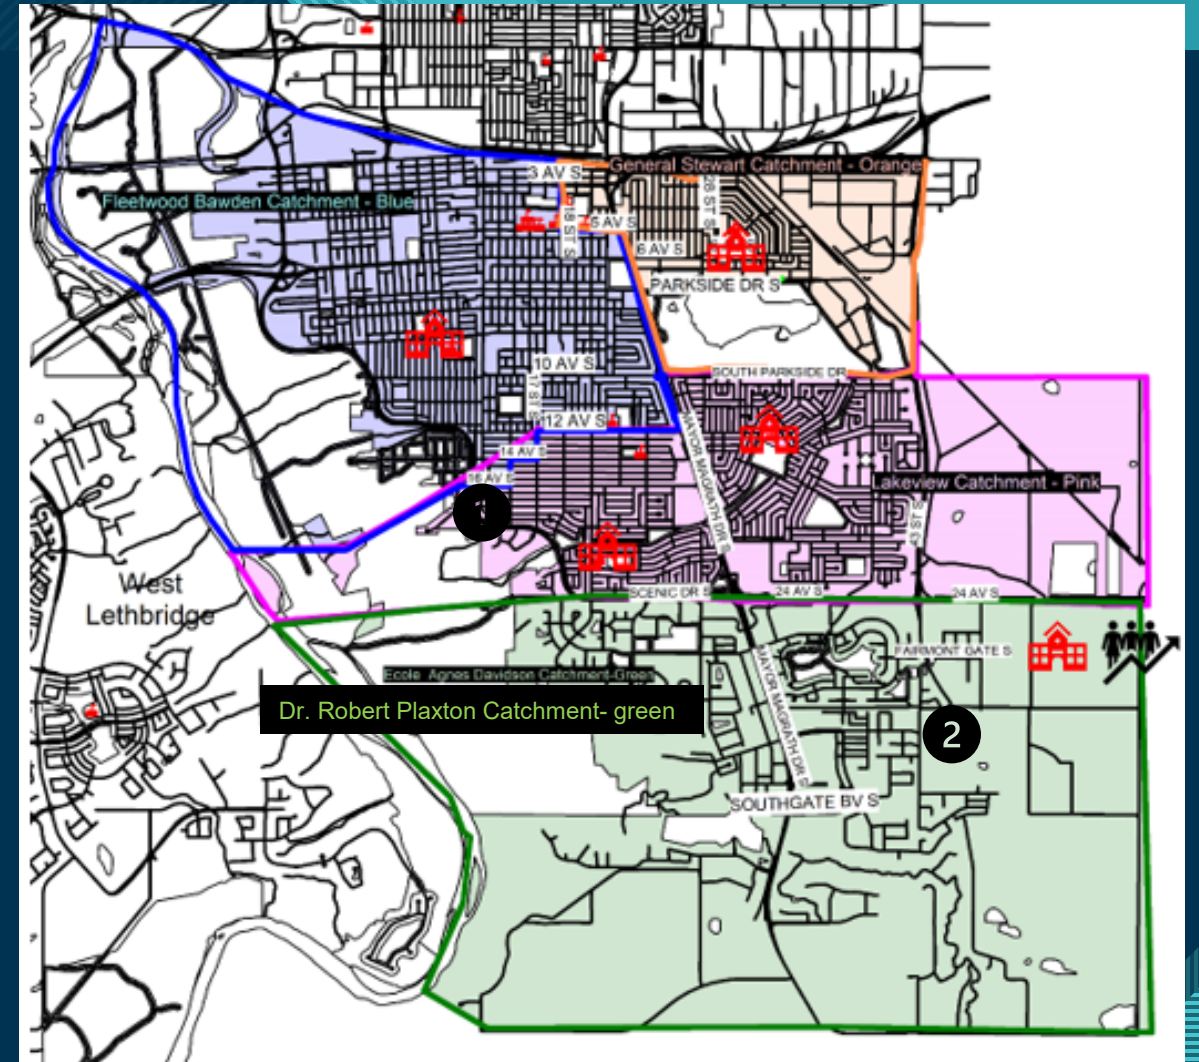 3 AV S
General Stewart Catchment - Orange
Fleetwood Bawden Catchment - Blue
18 ST S
28 ST S
5 AV S
6 AV S
PARKSIDE DR S
10 AV S
SOUTH PARKSIDE DR
17 ST S
12 AV S
MAYOR MAGRATH DR S
14 AV S
16 AV S
Lakeview Catchment - Pink
1
43 ST S
West
Lethbridge
SCENIC DR S
24 AV S
24 AV S
FAIRMONT GATE S
Ecole Agnes Davidson Catchment-Green
Dr. Robert Plaxton Catchment- green
MAYOR MAGRATH DR S
2
SOUTHGATE BV S